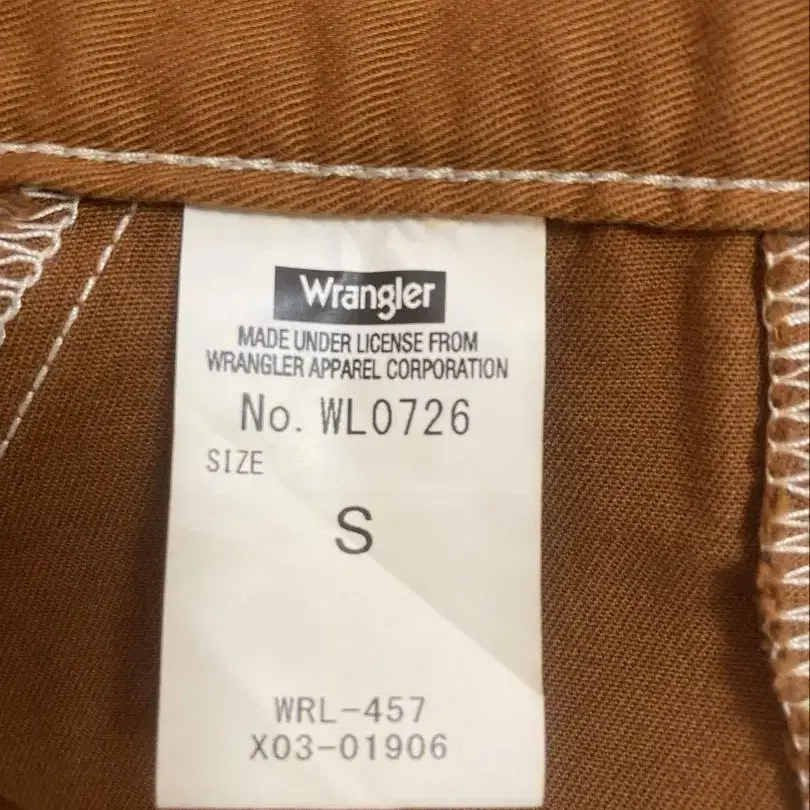 Wrangler
MADE UNDER LICENSE FROM
WRANGLER APPAREL CORPORATION
No. WL0726
SIZE
S
WRL-457
X03-01906